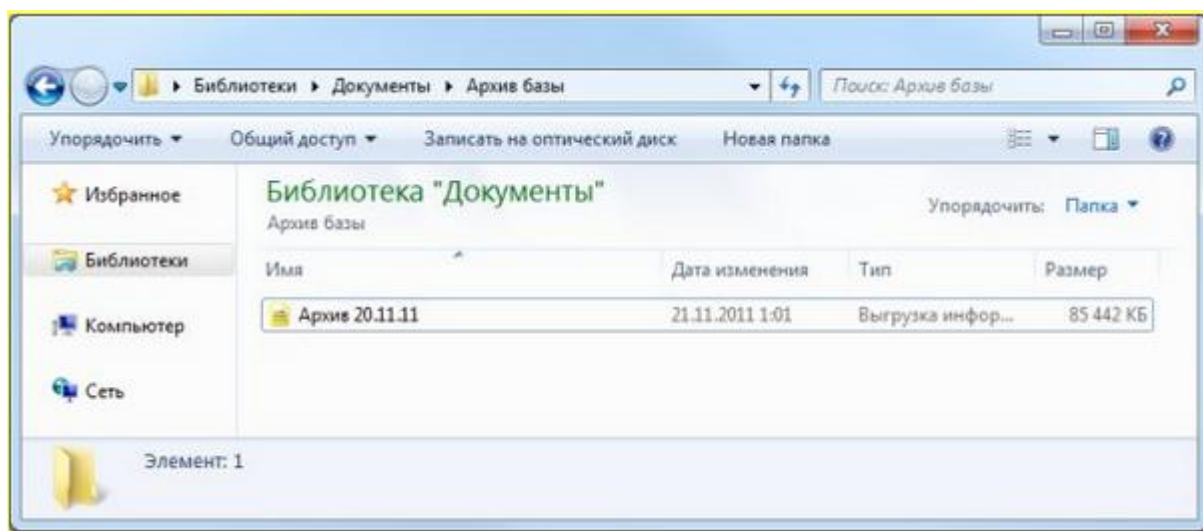 Библиотеки Документы Архив базы Поиск: Архив базы
Упорядочить Общий доступ Записать на оптический диск Новая папка
Избранное
Библиотеки
Компьютер
Сеть
Библиотека "Документы"
Архив базы
Упорядочить: Папка
Имя Дата изменения Тип Размер
Архив 20.11.11 21.11.2011 1:01 Выгрузка инфор... 85 442 КБ
Элемент: 1